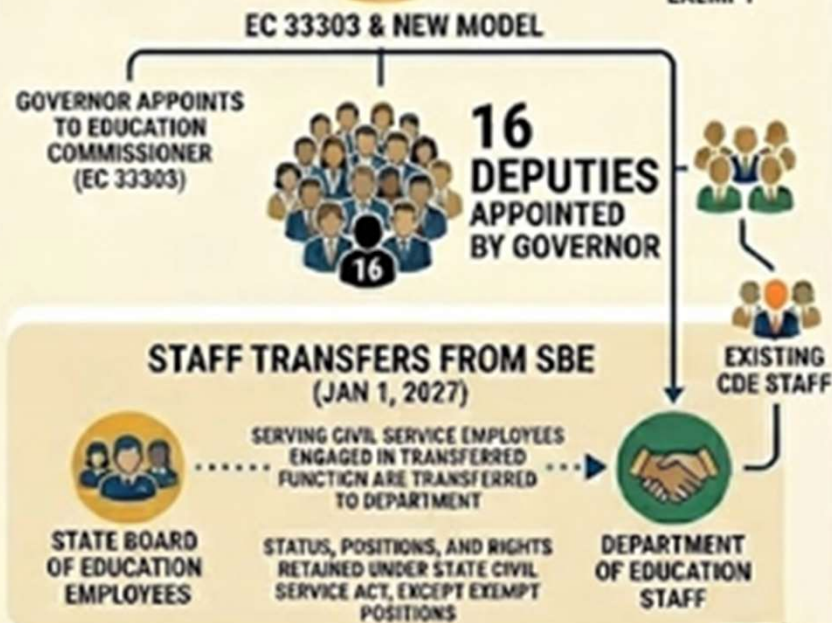 EC 33303 & NEW MODEL
GOVERNOR APPOINTS
TO EDUCATION
COMMISSIONER
(EC 33303)
16
DEPUTIES
APPOINTED
BY GOVERNOR
16
STAFF TRANSFERS FROM SBE
(JAN 1, 2027)
EXISTING
CDE STAFF
SERVING CIVIL SERVICE EMPLOYEES
ENGAGED IN TRANSFERRED
FUNCTION ARE TRANSFERRED
TO DEPARTMENT
STATE BOARD
OF EDUCATION
EMPLOYEES
STATUS, POSITIONS, AND RIGHTS
RETAINED UNDER STATE CIVIL
SERVICE ACT, EXCEPT EXEMPT
POSITIONS
DEPARTMENT
OF EDUCATION
STAFF